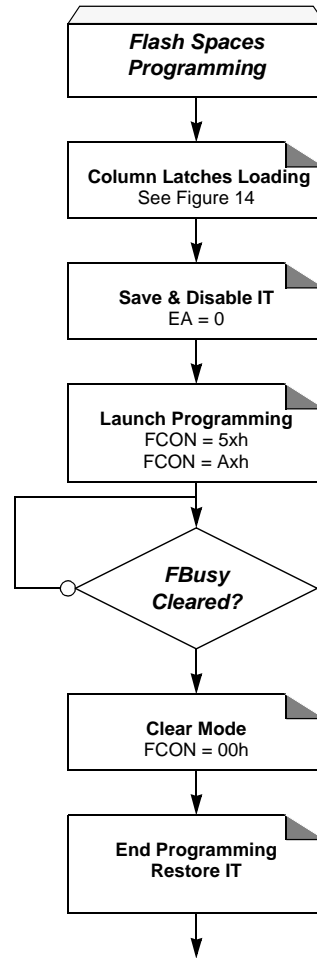 Flash Spaces
Programming
Column Latches Loading
See Figure 14
Save & Disable IT
EA = 0
Launch Programming
FCON = 5xh
FCON = Axh
FBusy
Cleared?
Clear Mode
FCON = 00h
End Programming
Restore IT